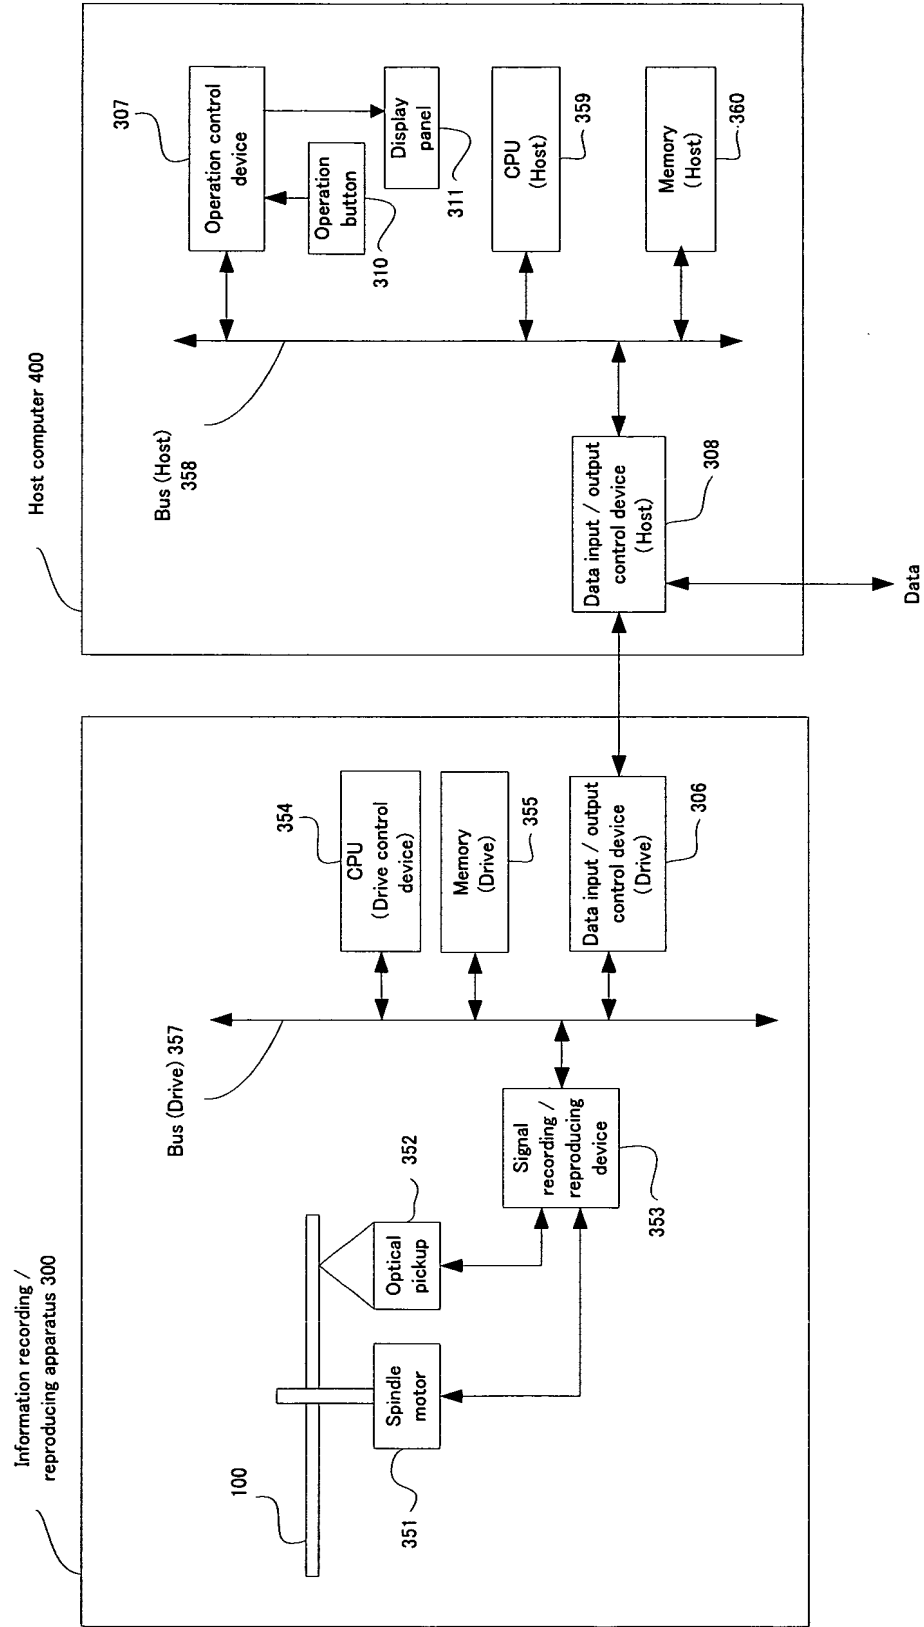 Information recording /
reproducing apparatus 300
100
Spindle
motor
351
Optical
pickup
352
Signal
recording /
reproducing
device
353
Bus (Drive) 357
CPU
(Drive control
device)
354
Memory
(Drive)
355
Data input / output
control device
(Drive)
306
Host computer 400
Bus (Host)
358
Operation control
device
307
Operation
button
310
Display
panel
311
CPU
(Host)
359
Memory
(Host)
360
Data input / output
control device
(Host)
308
Data